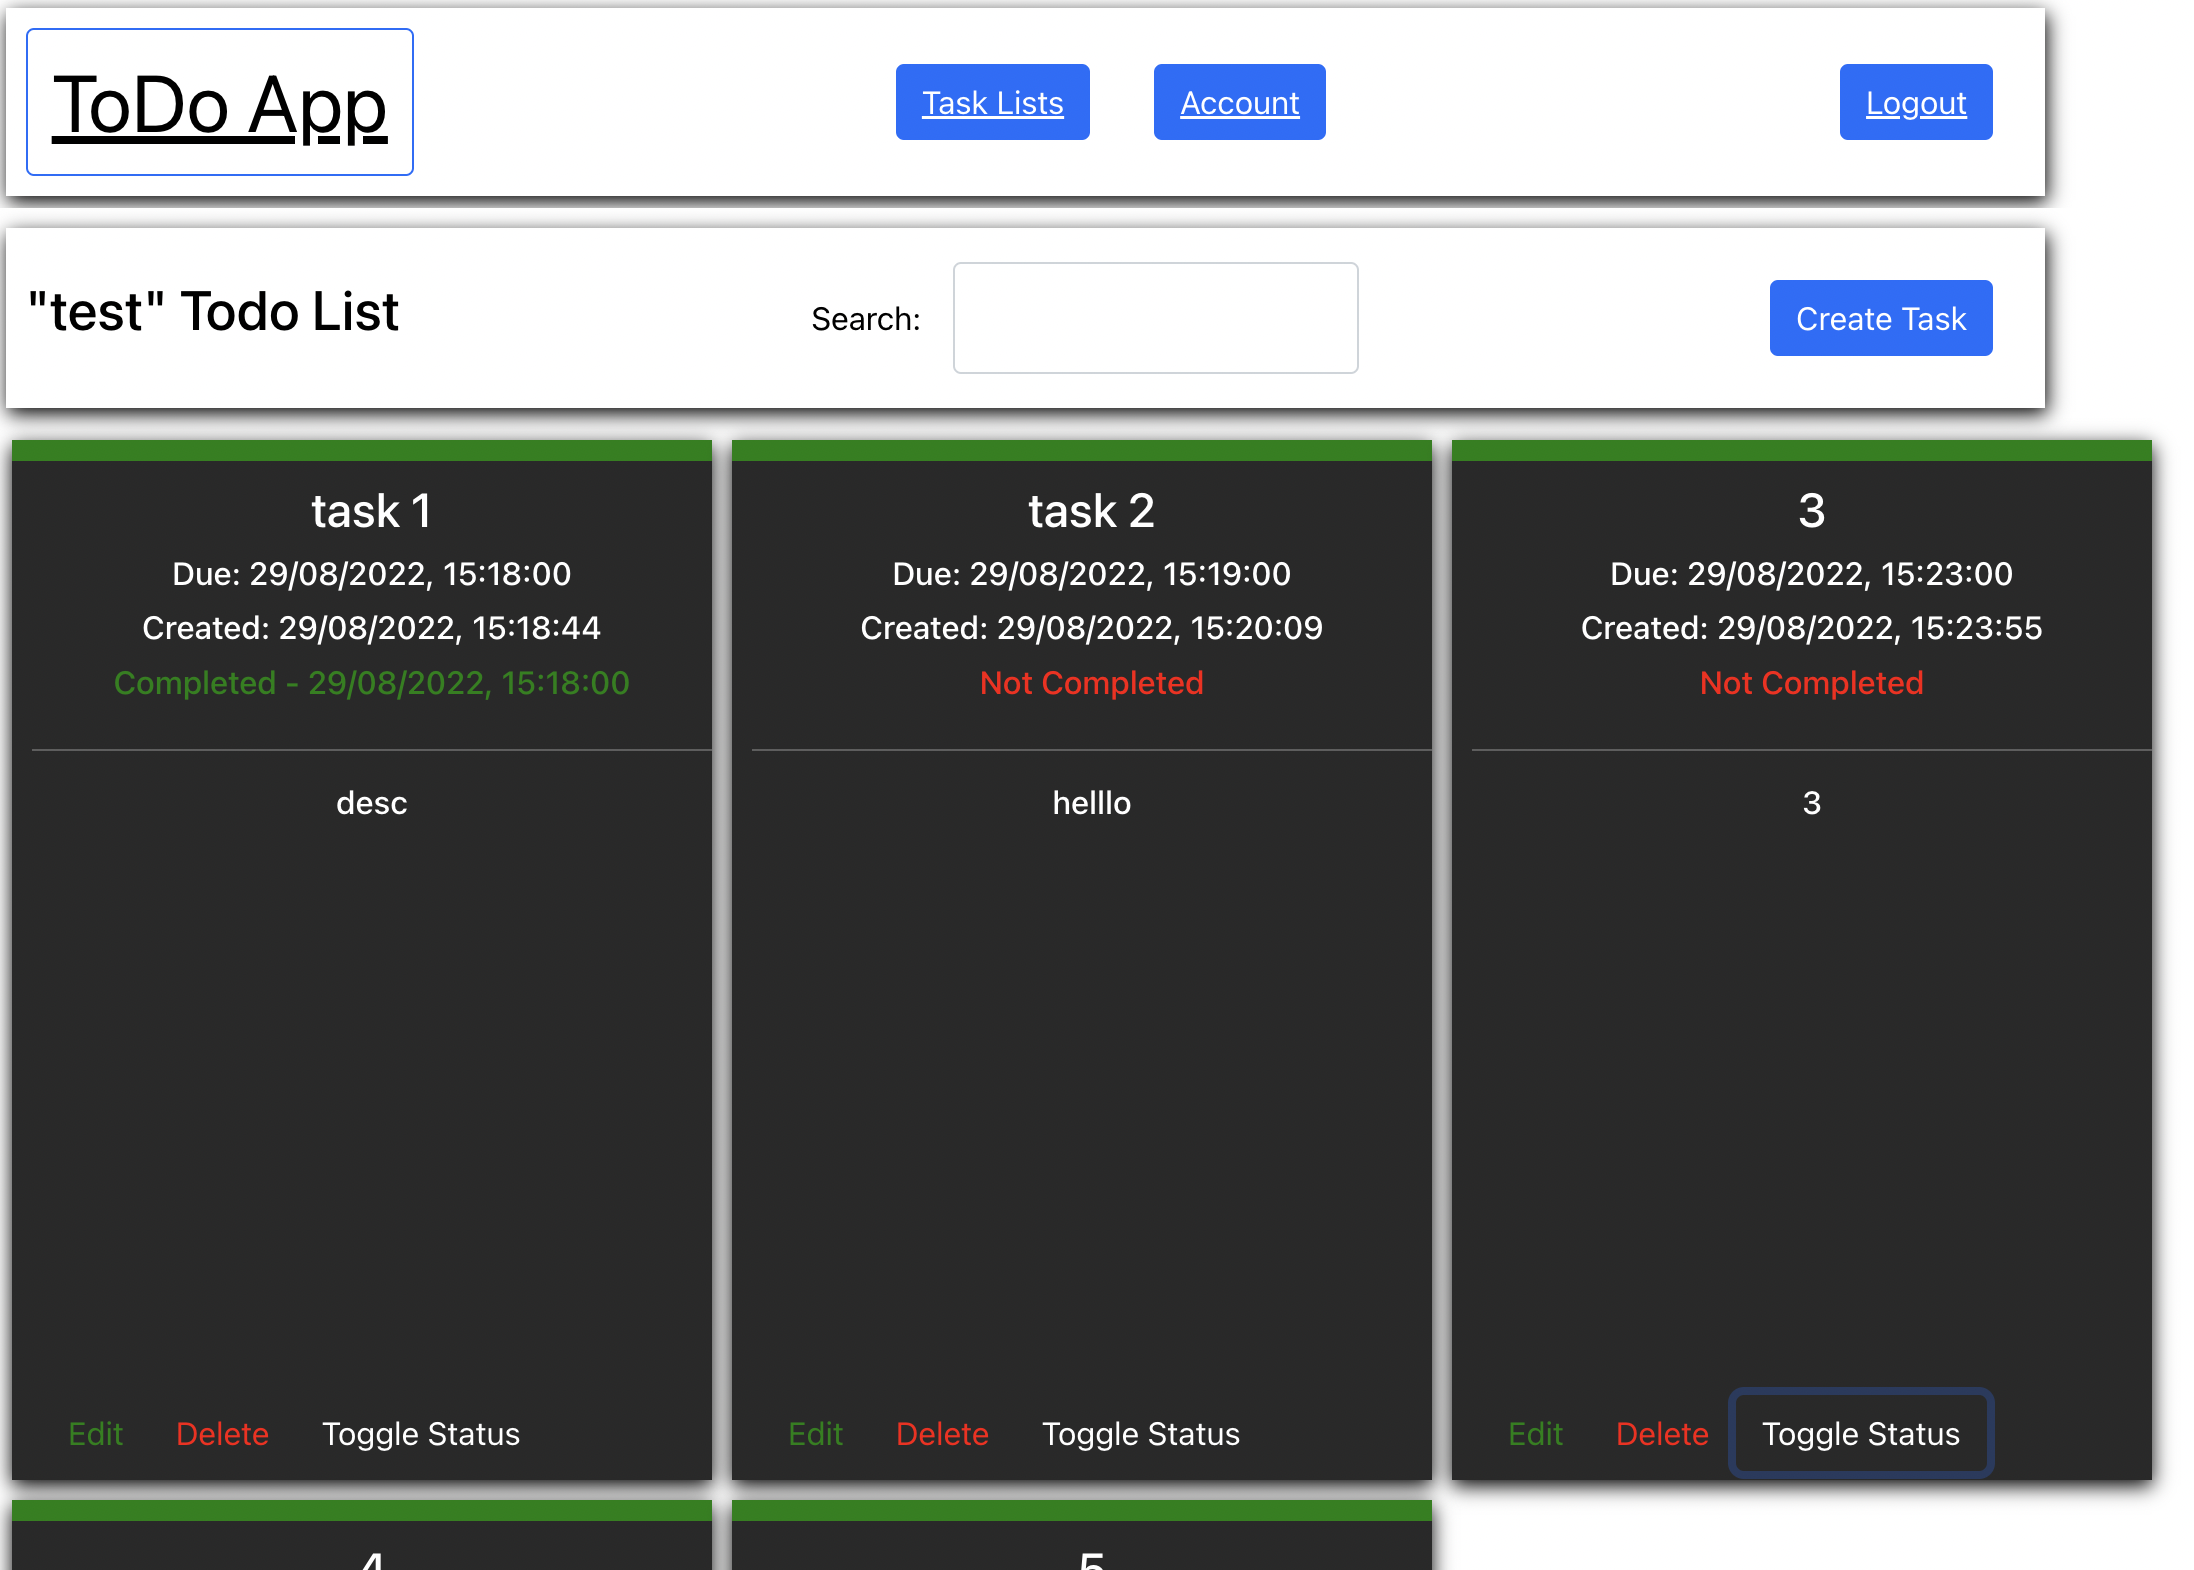 ToDo App
Task Lists
Account
Logout
"test" Todo List
Search:
Create Task
task 1
Due: 29/08/2022, 15:18:00
Created: 29/08/2022, 15:18:44
Completed - 29/08/2022, 15:18:00
desc
Edit
Delete
Toggle Status
task 2
Due: 29/08/2022, 15:19:00
Created: 29/08/2022, 15:20:09
Not Completed
helllo
Edit
Delete
Toggle Status
3
Due: 29/08/2022, 15:23:00
Created: 29/08/2022, 15:23:55
Not Completed
3
Edit
Delete
Toggle Status
4
5